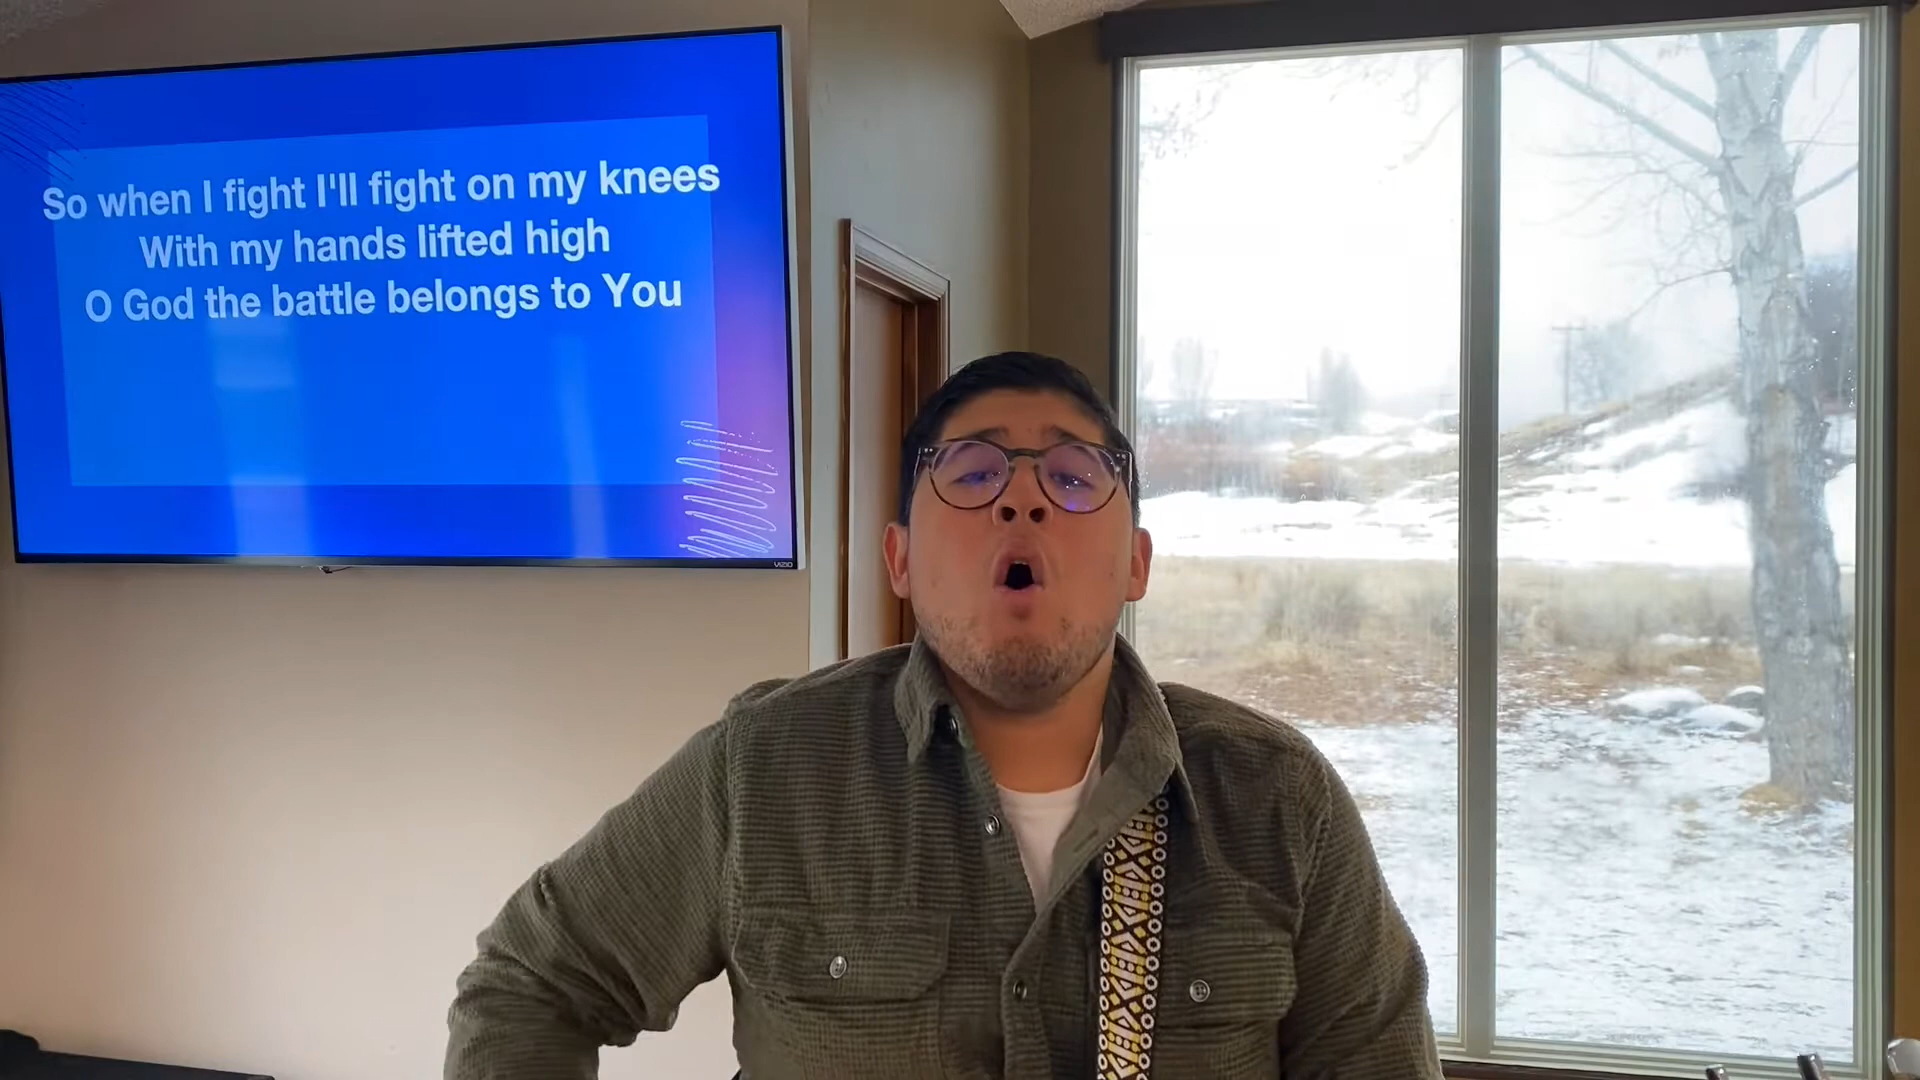 So when I fight I'll fight on my knees
With my hands lifted high
O God the battle belongs to You
VIZIO